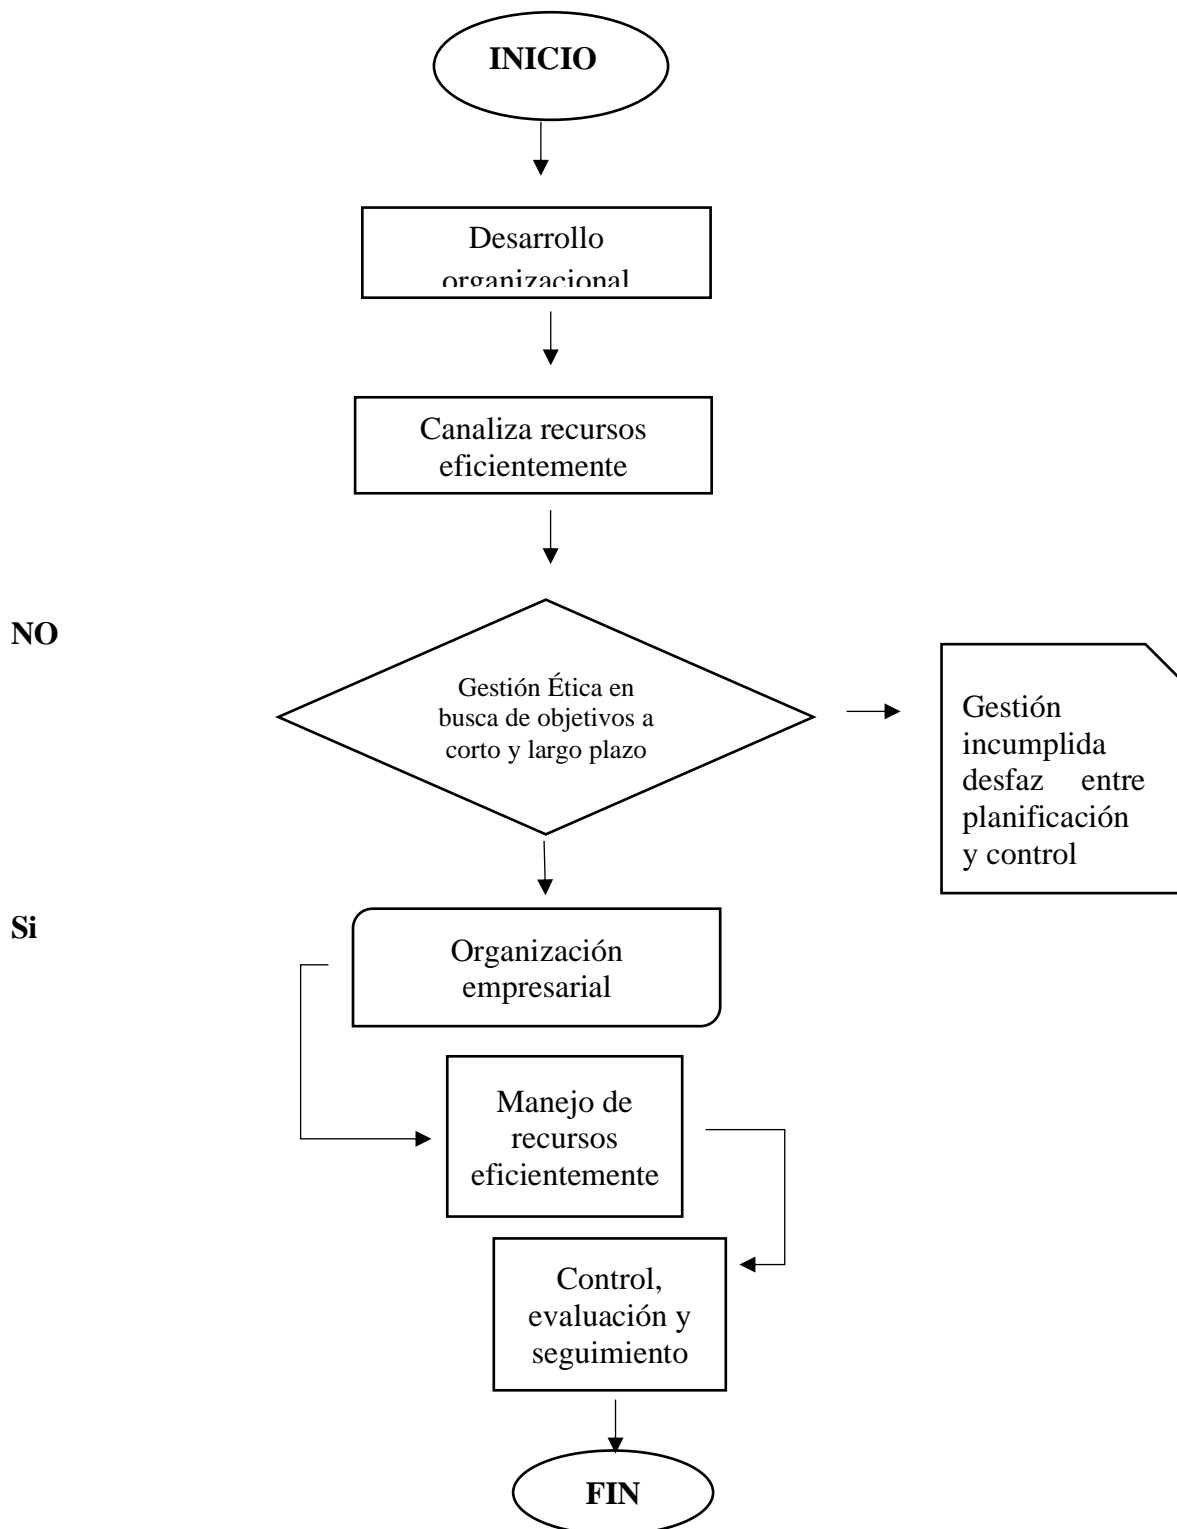 INICIO
Desarrollo
organizacional
Canaliza recursos
eficientemente
NO
Gestión Ética en
busca de objetivos a
corto y largo plazo
Gestión
incumplida
desfaz entre
planificación
y control
Si
Organización
empresarial
Manejo de
recursos
eficientemente
Control,
evaluación y
seguimiento
FIN